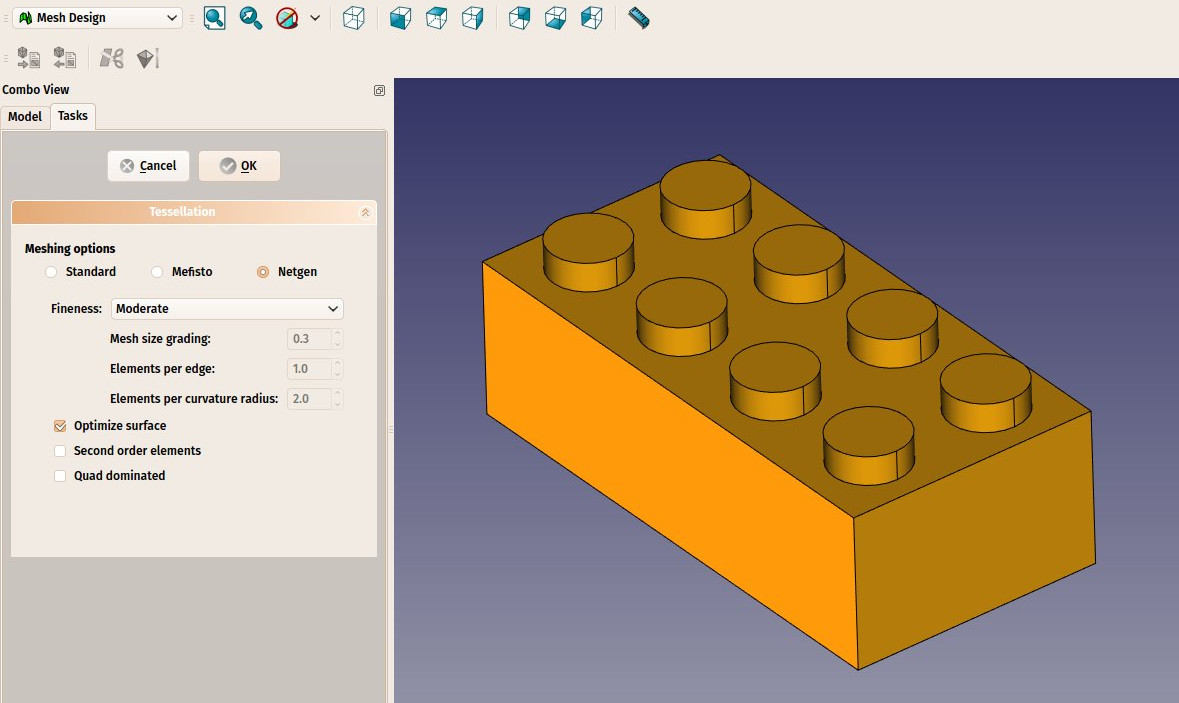 Mesh Design
Combo View
Model
Tasks
Cancel
OK
Tessellation
Meshing options
Standard
Mefisto
Netgen
Fineness:
Moderate
Mesh size grading:
0.3
Elements per edge:
1.0
Elements per curvature radius:
2.0
Optimize surface
Second order elements
Quad dominated